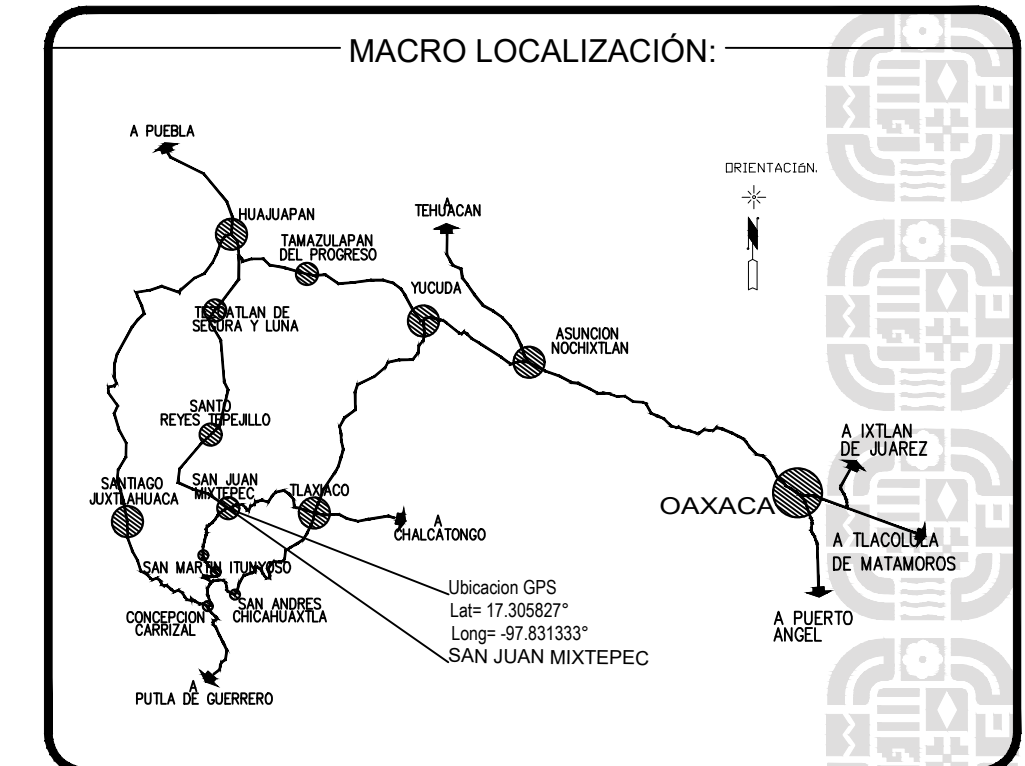 MACRO LOCALIZACIÓN:
A PUEBLA
ORIENTACIóN.
HUAJUAPAN
A
TEHUACAN
TAMAZULAPAN
DEL PROGRESO
YUCUDA
TEZOATLAN DE
SEGURA Y LUNA
ASUNCION
NOCHIXTLAN
SANTO
REYES TEPEJILLO
A IXTLAN
DE JUAREZ
SANTIAGO
JUXTLAHUACA
SAN JUAN
MIXTEPEC
TLAXIACO
OAXACA
A
CHALCATONGO
A TLACOLULA
DE MATAMOROS
SAN MARTIN ITUNYOSO
Ubicacion GPS
Lat= 17.305827°
Long= -97.831333°
SAN JUAN MIXTEPEC
SAN ANDRES
CHICAHUAXTLA
CONCEPCION
CARRIZAL
A PUERTO
ANGEL
A
PUTLA DE GUERRERO